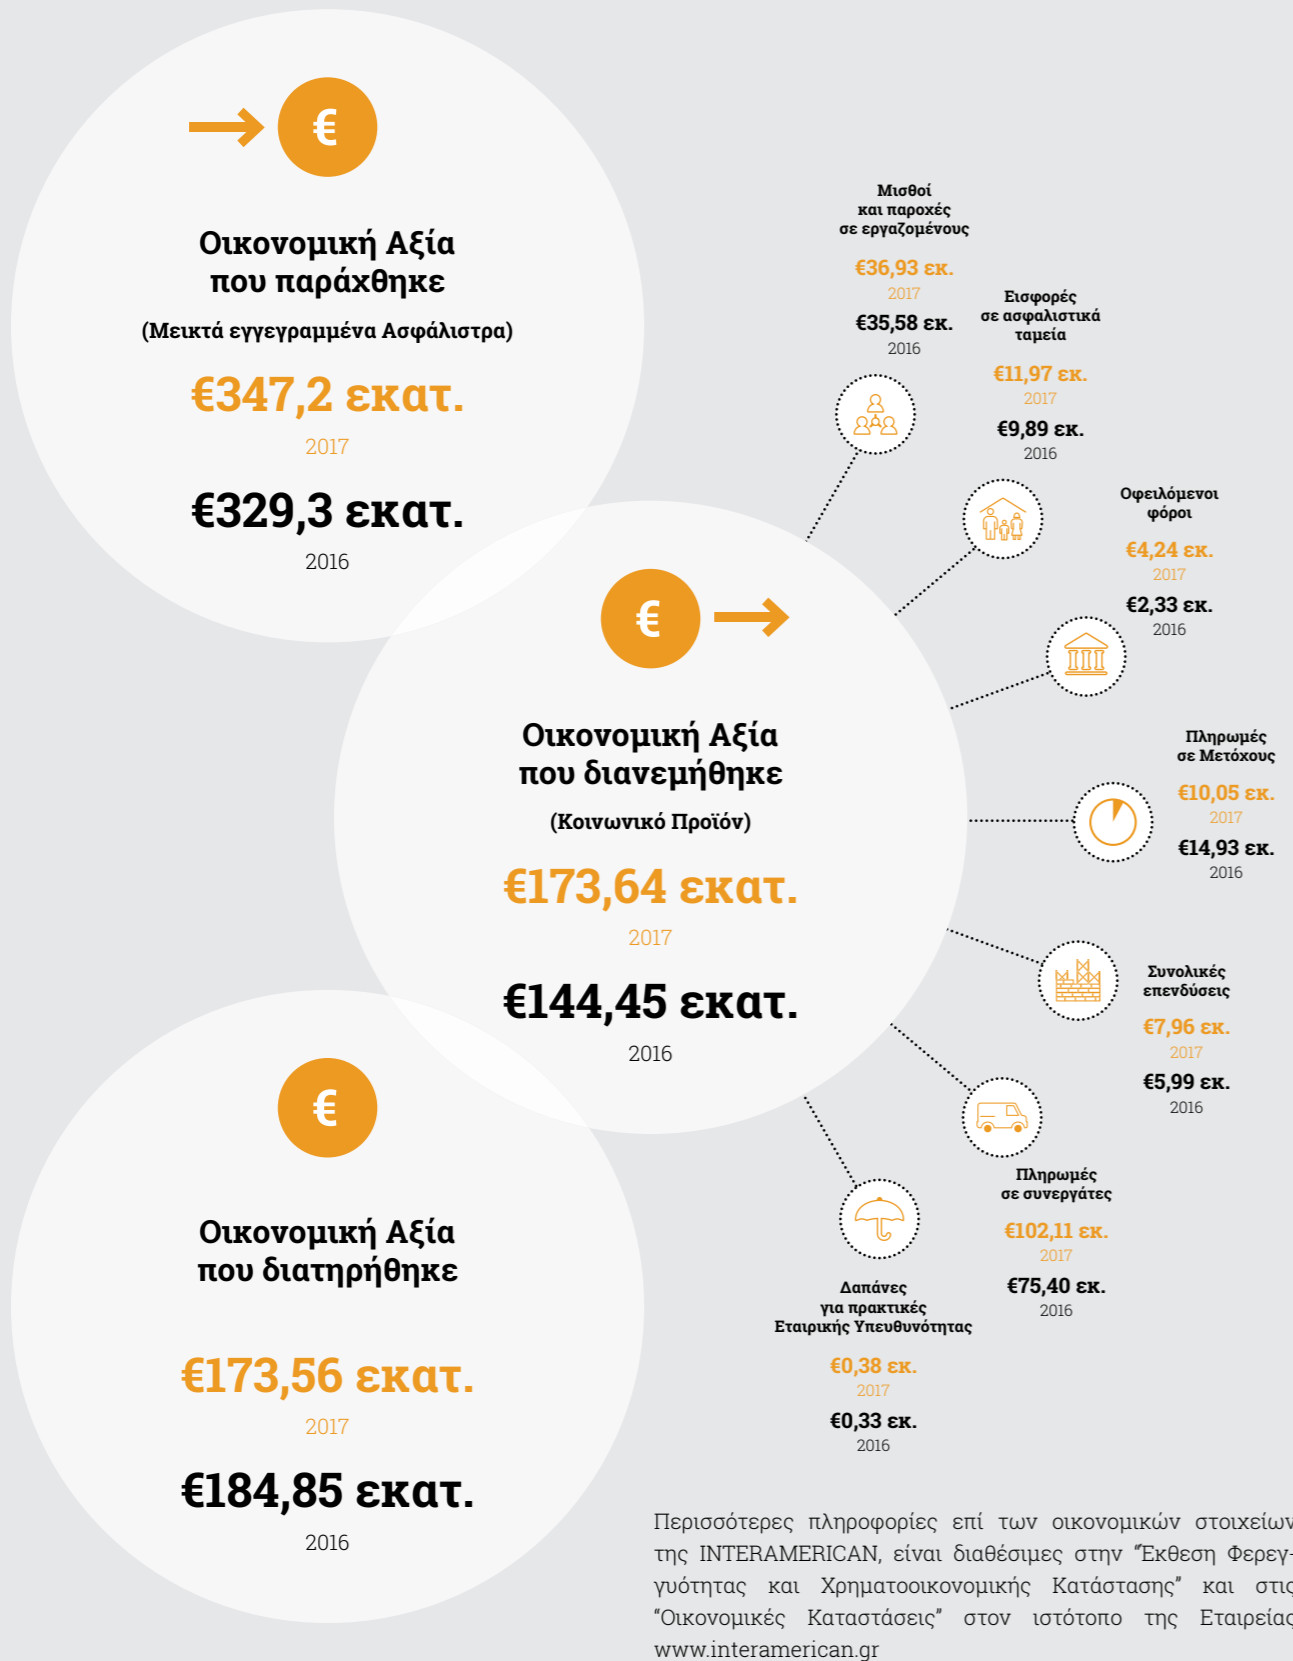 €
Οικονομική Αξία
που παράχθηκε
(Μεικτά εγγεγραμμένα Ασφάλιστρα)
€347,2 εκατ.
2017
€329,3 εκατ.
2016
€
Οικονομική Αξία
που διανεμήθηκε
(Κοινωνικό Προϊόν)
€173,64 εκατ.
2017
€144,45 εκατ.
2016
€
Οικονομική Αξία
που διατηρήθηκε
€173,56 εκατ.
2017
€184,85 εκατ.
2016
Μισθοί
και παροχές
σε εργαζομένους
€36,93 εκ.
2017
€35,58 εκ.
2016
Εισφορές
σε ασφαλιστικά
ταμεία
€11,97 εκ.
2017
€9,89 εκ.
2016
Οφειλόμενοι
φόροι
€4,24 εκ.
2017
€2,33 εκ.
2016
Πληρωμές
σε Μετόχους
€10,05 εκ.
2017
€14,93 εκ.
2016
Συνολικές
επενδύσεις
€7,96 εκ.
2017
€5,99 εκ.
2016
Πληρωμές
σε συνεργάτες
€102,11 εκ.
2017
€75,40 εκ.
2016
Δαπάνες
για πρακτικές
Εταιρικής Υπευθυνότητας
€0,38 εκ.
2017
€0,33 εκ.
2016
Περισσότερες πληροφορίες επί των οικονομικών στοιχείων
της INTERAMERICAN, είναι διαθέσιμες στην “Έκθεση Φερεγ-
γυότητας και Χρηματοοικονομικής Κατάστασης” και στις
“Οικονομικές Καταστάσεις” στον ιστότοπο της Εταιρείας
www.interamerican.gr